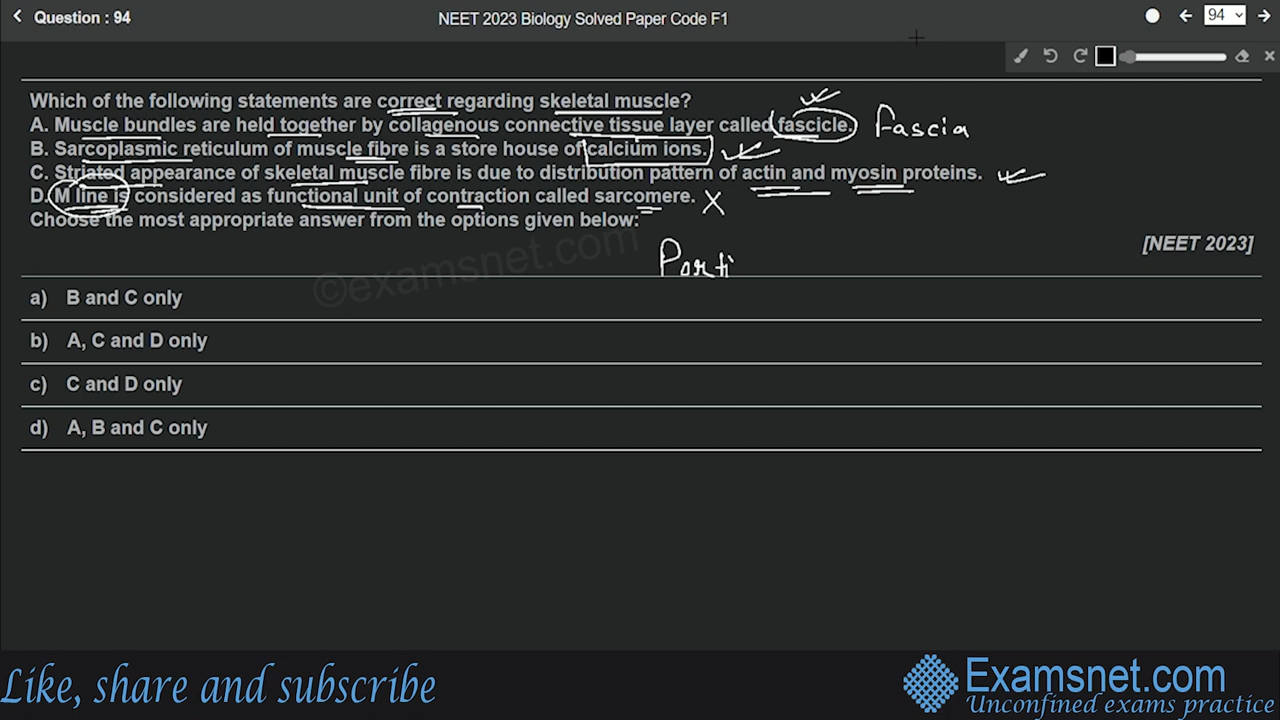 Question : 94
NEET 2023 Biology Solved Paper Code F1
94
Which of the following statements are correct regarding skeletal muscle?
A. Muscle bundles are held together by collagenous connective tissue layer called fascicle. Fascia
B. Sarcoplasmic reticulum of muscle fibre is a store house of calcium ions.
C. Striated appearance of skeletal muscle fibre is due to distribution pattern of actin and myosin proteins.
D. M line is considered as functional unit of contraction called sarcomere. X
Choose the most appropriate answer from the options given below:
[NEET 2023]
©examsnet.com
Porti
a) B and C only
b) A, C and D only
c) C and D only
d) A, B and C only
Like, share and subscribe
Examsnet.com
Unconfined exams practice